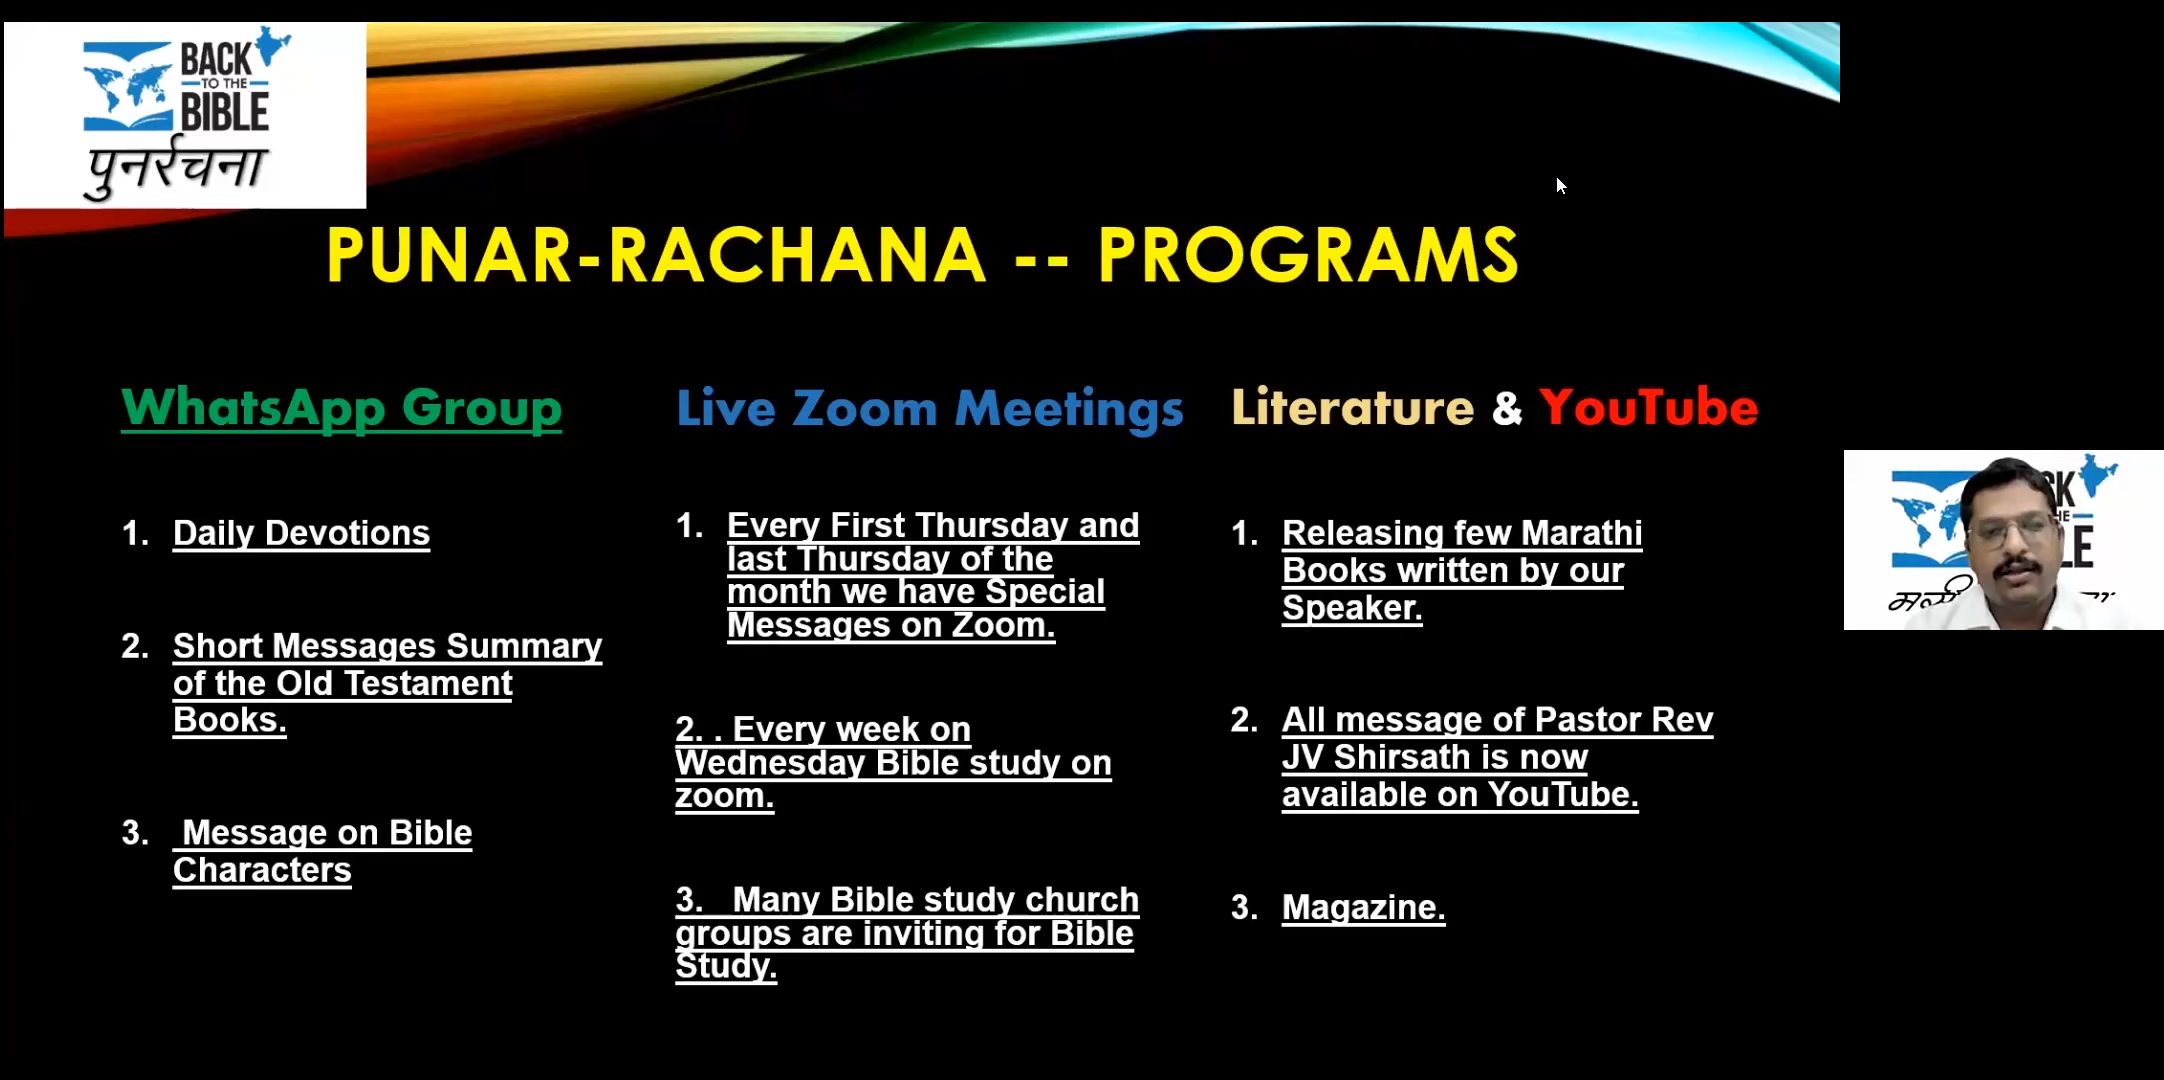 BACK
TO THE
BIBLE
पुनर्रचना
PUNAR-RACHANA -- PROGRAMS
WhatsApp Group
1. Daily Devotions
2. Short Messages Summary
of the Old Testament
Books.
3. Message on Bible
Characters
Live Zoom Meetings
1. Every First Thursday and
last Thursday of the
month we have Special
Messages on Zoom.
2. . Every week on
Wednesday Bible study on
zoom.
3. Many Bible study church
groups are inviting for Bible
Study.
Literature & YouTube
1. Releasing few Marathi
Books written by our
Speaker.
2. All message of Pastor Rev
JV Shirsath is now
available on YouTube.
3. Magazine.